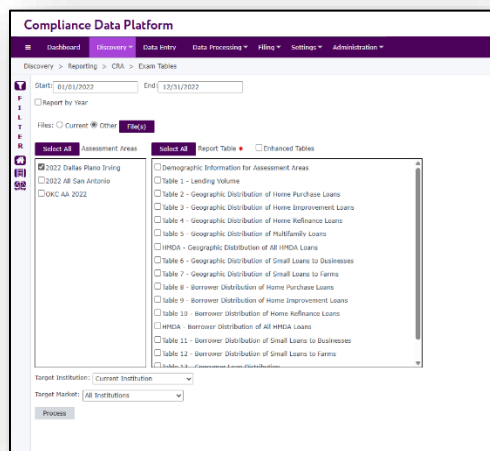 Compliance Data Platform
Dashboard Discovery Data Entry Data Processing Filing Settings Administration
Discovery > Reporting > CRA > Exam Tables
FILTER
Start: 01/01/2022 End: 12/31/2022
Report by Year
Files: Current Other File(s)
Select All Assessment Areas Select All Report Table Enhanced Tables
2022 Dallas Plano Irving
2022 All San Antonio
OKC AA 2022
Demographic Information for Assessment Areas
Table 1 - Lending Volume
Table 2 - Geographic Distribution of Home Purchase Loans
Table 3 - Geographic Distribution of Home Improvement Loans
Table 4 - Geographic Distribution of Home Refinance Loans
Table 5 - Geographic Distribution of Multifamily Loans
HMDA - Geographic Distribution of All HMDA Loans
Table 6 - Geographic Distribution of Small Loans to Businesses
Table 7 - Geographic Distribution of Small Loans to Farms
Table 8 - Borrower Distribution of Home Purchase Loans
Table 9 - Borrower Distribution of Home Improvement Loans
Table 10 - Borrower Distribution of Home Refinance Loans
HMDA - Borrower Distribution of All HMDA Loans
Table 11 - Borrower Distribution of Small Loans to Businesses
Table 12 - Borrower Distribution of Small Loans to Farms
Table 13 - Consumer Loan Distribution
Target Institution: Current Institution
Target Market: All Institutions
Process